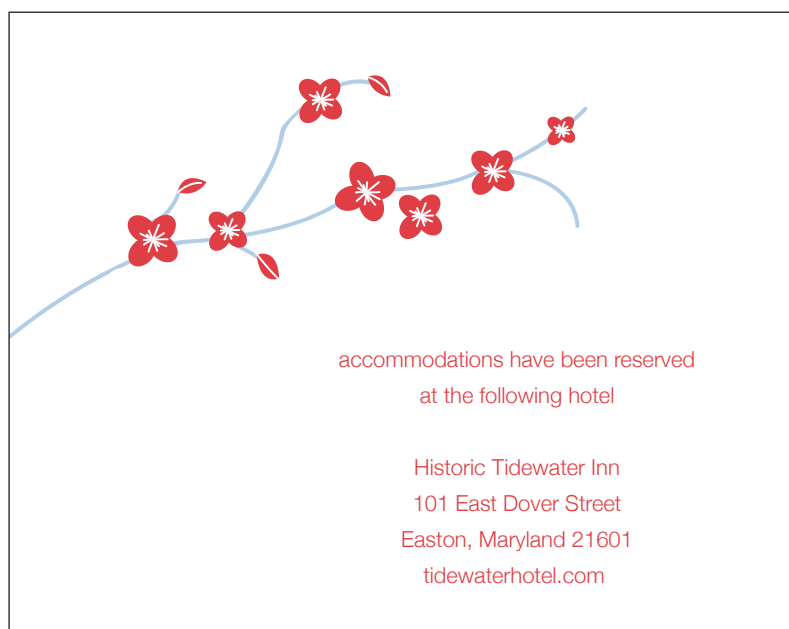 accommodations have been reserved
at the following hotel
Historic Tidewater Inn
101 East Dover Street
Easton, Maryland 21601
tidewaterhotel.com